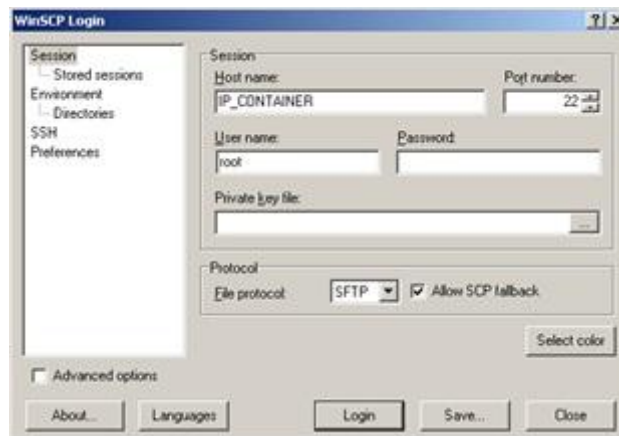 WinSCP Login
Session
Stored sessions
Environment
Directories
SSH
Preferences
Session
Host name:
Port number:
IP_CONTAINER
22
User name:
Password:
root
Private key file:
...
Protocol
File protocol:
SFTP
Allow SCP fallback
Select color
Advanced options
About...
Languages
Login
Save...
Close